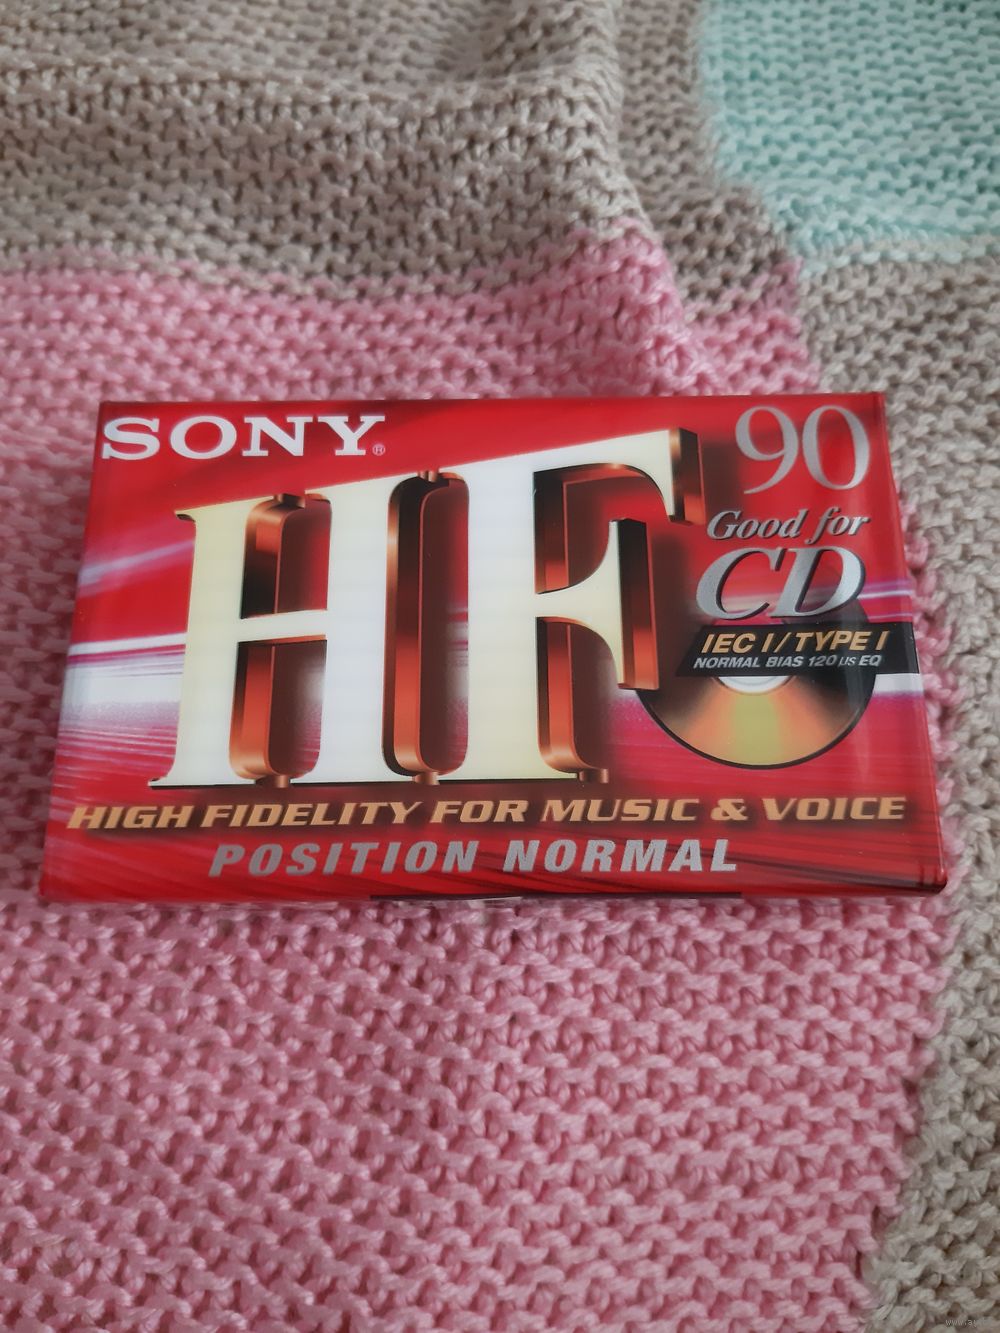 SONY®
90
HF
Good for
CD
IEC I / TYPE I
NORMAL BIAS 120 µs EQ
HIGH FIDELITY FOR MUSIC & VOICE
POSITION NORMAL